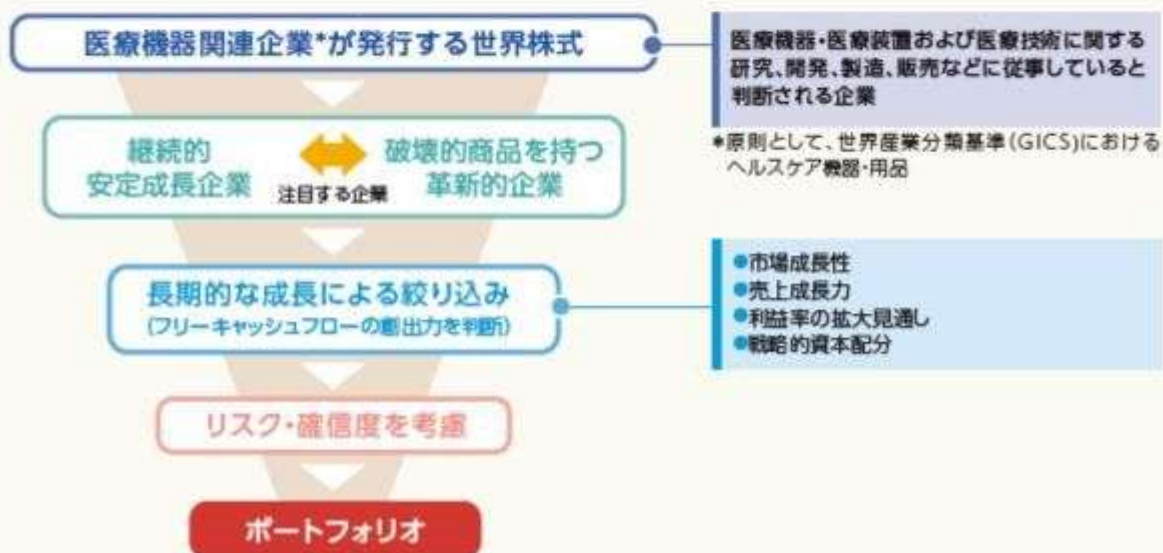 医療機器関連企業*が発行する世界株式
医療機器・医療装置および医療技術に関する
研究、開発、製造、販売などに従事していると
判断される企業
*原則として、世界産業分類基準(GICS)における
ヘルスケア機器・用品
継続的
安定成長企業
注目する企業
破壊的商品を持つ
革新的企業
長期的な成長による絞り込み
(フリーキャッシュフローの創出力を判断)
●市場成長性
●売上成長力
●利益率の拡大見通し
●戦略的資本配分
リスク・確信度を考慮
ポートフォリオ